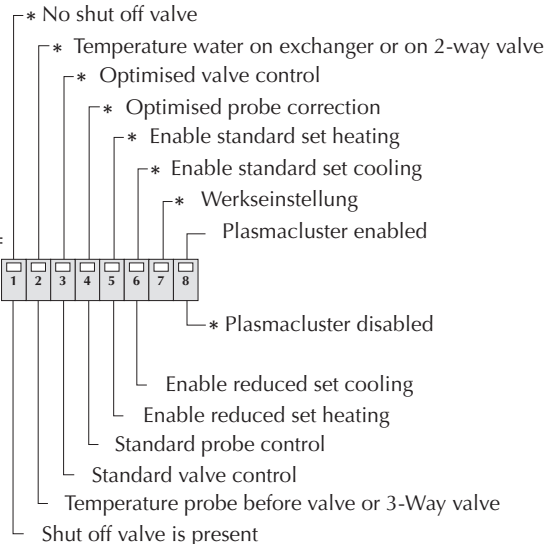 * No shut off valve
* Temperature water on exchanger or on 2-way valve
* Optimised valve control
* Optimised probe correction
* Enable standard set heating
* Enable standard set cooling
* Werkseinstellung
Plasmacluster enabled
1 2 3 4 5 6 7 8
* Plasmacluster disabled
Enable reduced set cooling
Enable reduced set heating
Standard probe control
Standard valve control
Temperature probe before valve or 3-Way valve
Shut off valve is present